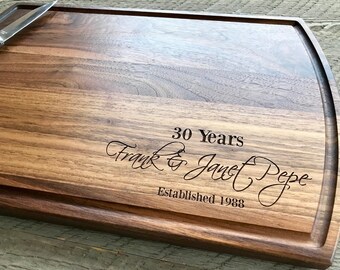 30 Years
Frank & Janet Pepe
Established 1988